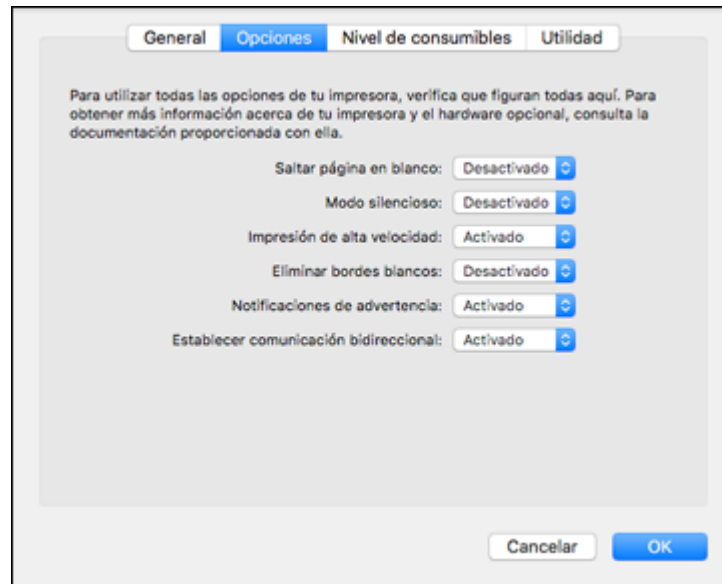 General Opciones Nivel de consumibles Utilidad
Para utilizar todas las opciones de tu impresora, verifica que figuran todas aquí. Para
obtener más información acerca de tu impresora y el hardware opcional, consulta la
documentación proporcionada con ella.
Saltar página en blanco: Desactivado
Modo silencioso: Desactivado
Impresión de alta velocidad: Activado
Eliminar bordes blancos: Desactivado
Notificaciones de advertencia: Activado
Establecer comunicación bidireccional: Activado
Cancelar OK